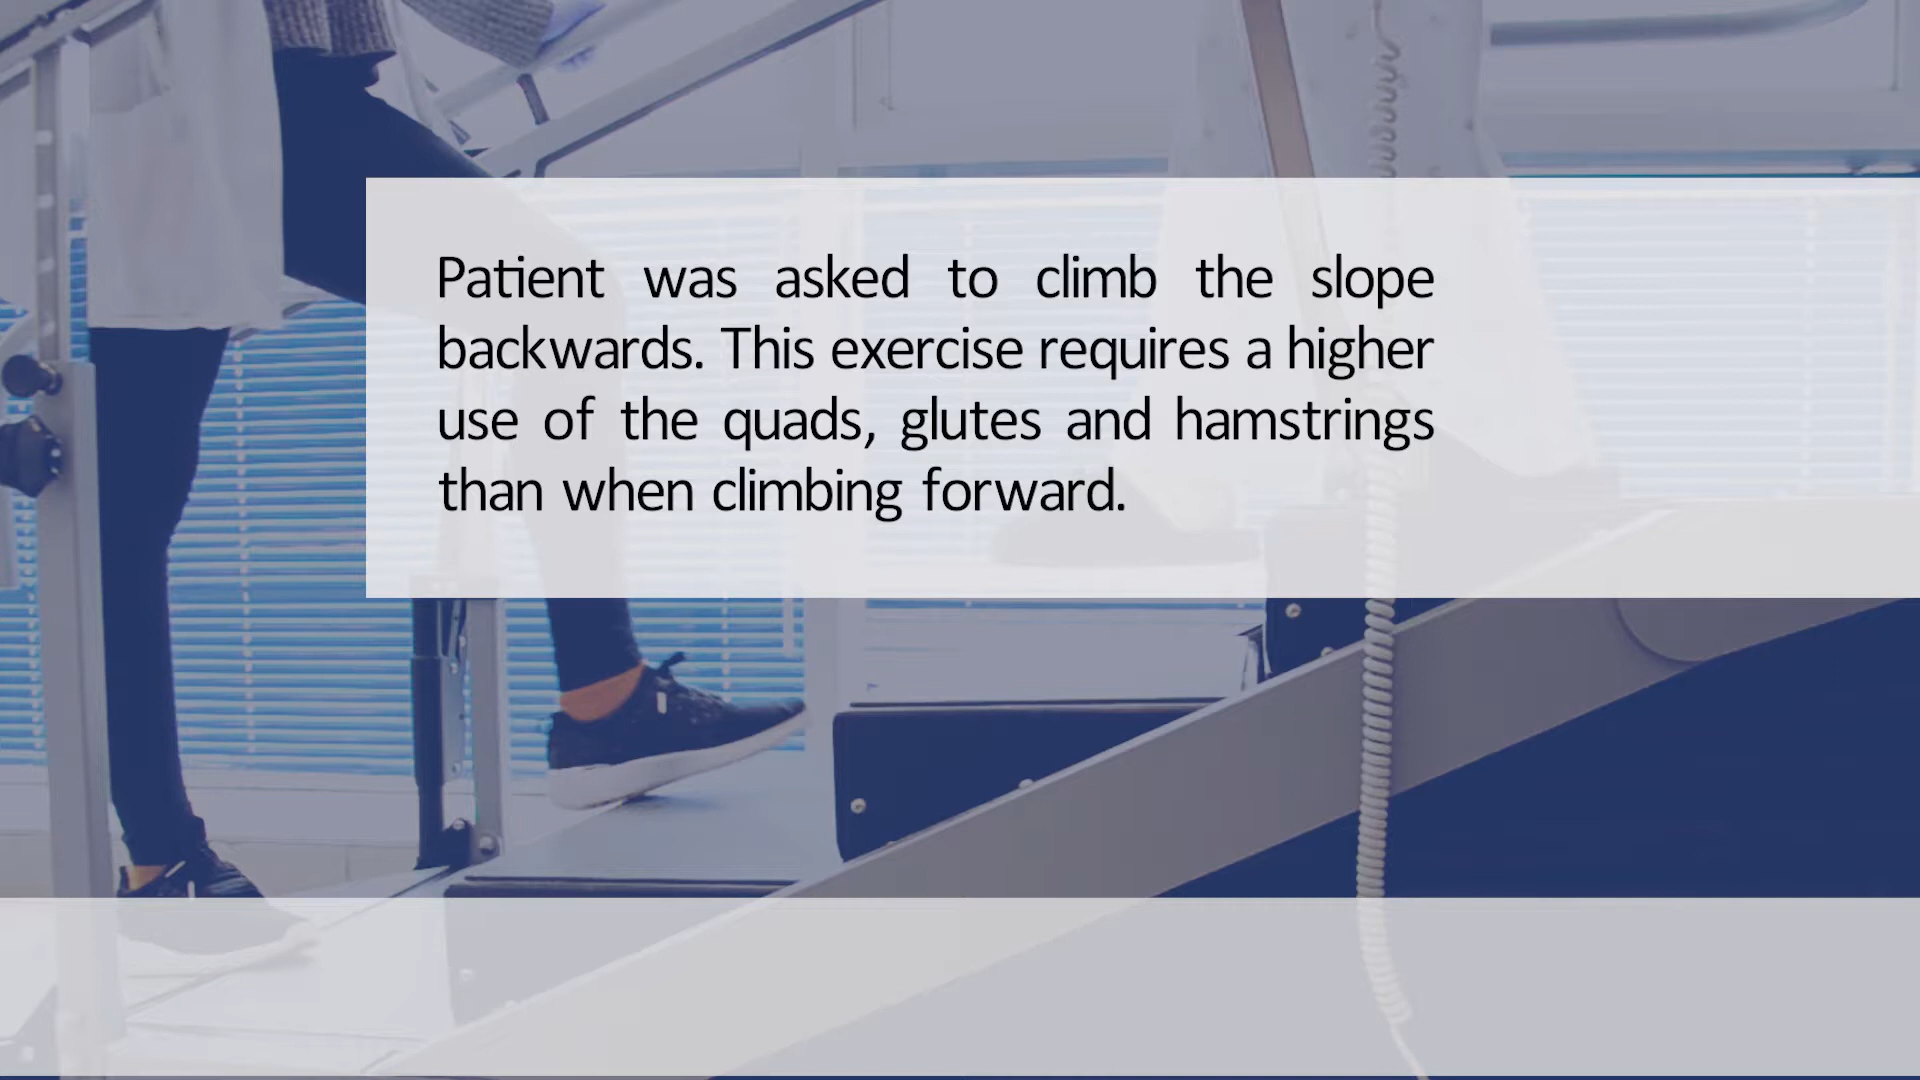 Patient was asked to climb the slope
backwards. This exercise requires a higher
use of the quads, glutes and hamstrings
than when climbing forward.